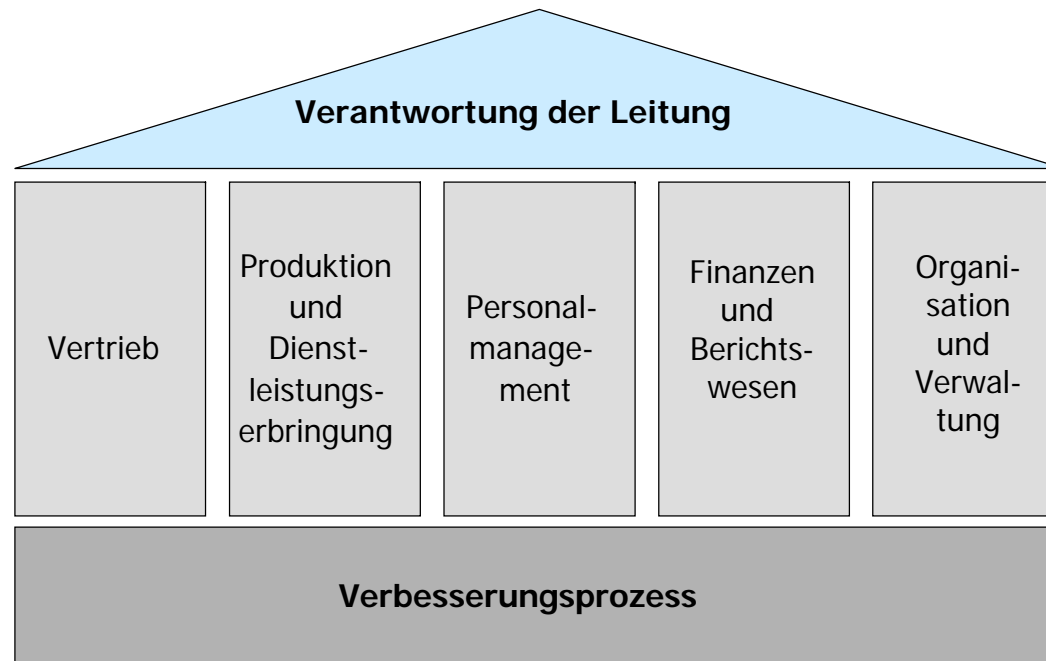 Verantwortung der Leitung
Vertrieb
Produktion
und
Dienst-
leistungs-
erbringung
Personal-
manage-
ment
Finanzen
und
Berichts-
wesen
Organi-
sation
und
Verwal-
tung
Verbesserungsprozess